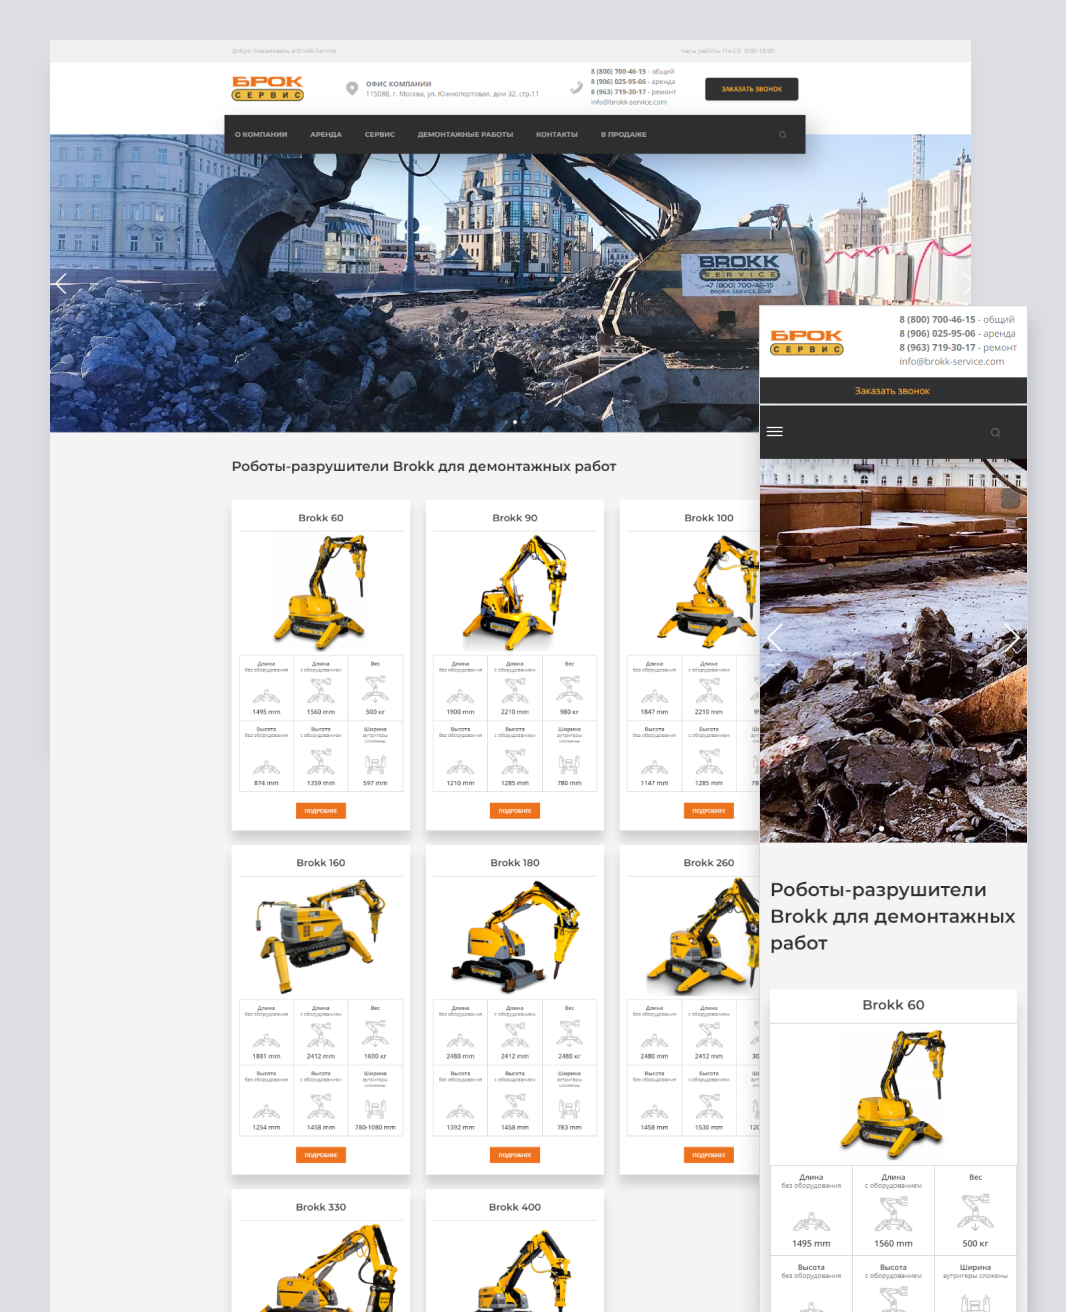 Добро пожаловать в Brokk-Service
Часы работы Пн-Сб: 9:00-19:00
БРОК
СЕРВИС
ОФИС КОМПАНИИ
115088, г. Москва, ул. Южнопортовая, дом 32, стр.11
8 (800) 700-46-15 - общий
8 (906) 025-95-06 - аренда
8 (963) 719-30-17 - ремонт
info@brokk-service.com
ЗАКАЗАТЬ ЗВОНОК
О КОМПАНИИ
АРЕНДА
СЕРВИС
ДЕМОНТАЖНЫЕ РАБОТЫ
КОНТАКТЫ
В ПРОДАЖЕ
BROKK
SERVICE
+7 (800) 700-46-15
BROKK-SERVICE.COM
Роботы-разрушители Brokk для демонтажных работ
Brokk 60
Длина
без оборудования
1495 mm
Длина
с оборудованием
1560 mm
Вес
500 кг
Высота
без оборудования
874 mm
Высота
с оборудованием
1359 mm
Ширина
аутригеры
сложены
597 mm
ПОДРОБНЕЕ
Brokk 90
Длина
без оборудования
1900 mm
Длина
с оборудованием
2210 mm
Вес
980 кг
Высота
без оборудования
1210 mm
Высота
с оборудованием
1285 mm
Ширина
аутригеры
сложены
780 mm
ПОДРОБНЕЕ
Brokk 100
Длина
без оборудования
1847 mm
Длина
с оборудованием
2210 mm
Высота
без оборудования
1147 mm
Высота
с оборудованием
1285 mm
ПОДРОБНЕЕ
Brokk 160
Длина
без оборудования
1881 mm
Длина
с оборудованием
2412 mm
Вес
1600 кг
Высота
без оборудования
1254 mm
Высота
с оборудованием
1458 mm
Ширина
аутригеры
сложены
780-1080 mm
ПОДРОБНЕЕ
Brokk 180
Длина
без оборудования
2480 mm
Длина
с оборудованием
2412 mm
Вес
2480 кг
Высота
без оборудования
1392 mm
Высота
с оборудованием
1458 mm
Ширина
аутригеры
сложены
783 mm
ПОДРОБНЕЕ
Brokk 260
Длина
без оборудования
2480 mm
Длина
с оборудованием
2412 mm
Высота
без оборудования
1458 mm
Высота
с оборудованием
1530 mm
ПОДРОБНЕЕ
Brokk 330
Brokk 400
БРОК
СЕРВИС
8 (800) 700-46-15 - общий
8 (906) 025-95-06 - аренда
8 (963) 719-30-17 - ремонт
info@brokk-service.com
Заказать звонок
Роботы-разрушители
Brokk для демонтажных
работ
Brokk 60
Длина
без оборудования
1495 mm
Длина
с оборудованием
1560 mm
Вес
500 кг
Высота
без оборудования
Высота
с оборудованием
Ширина
аутригеры сложены